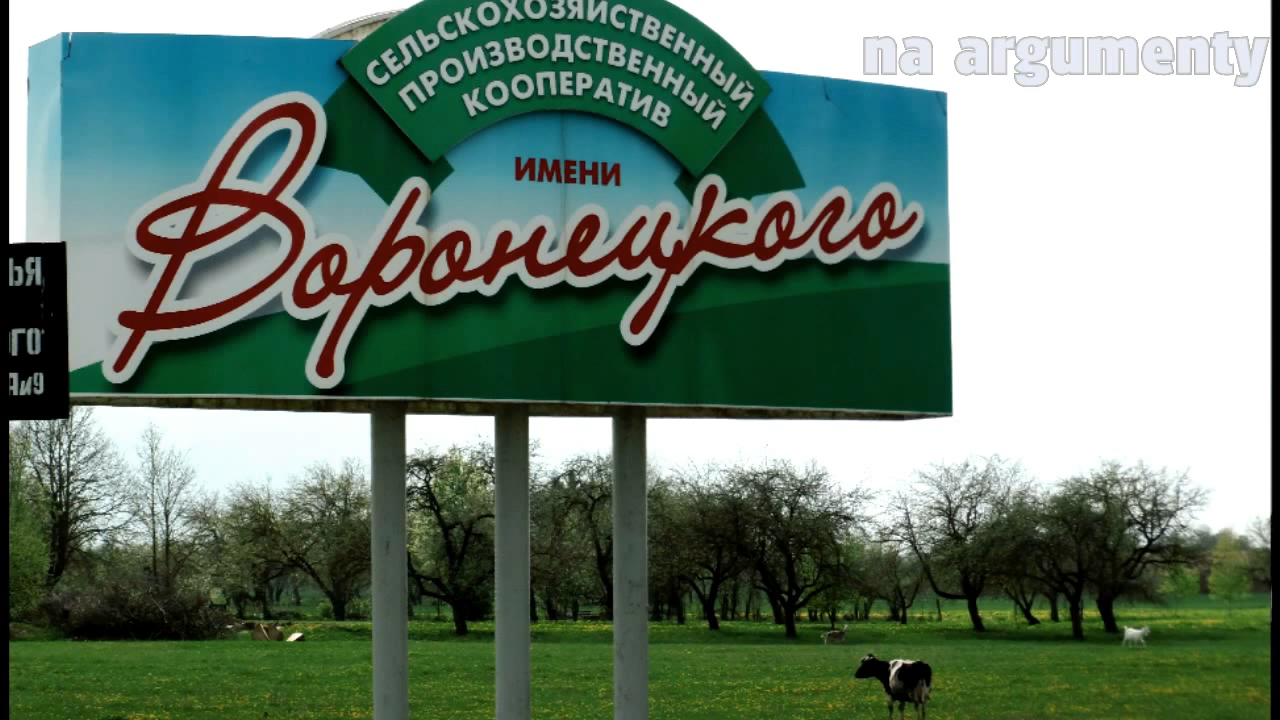 na argumenty
СЕЛЬСКОХОЗЯЙСТВЕННЫЙ
ПРОИЗВОДСТВЕННЫЙ
КООПЕРАТИВ
ИМЕНИ
Воронецкого